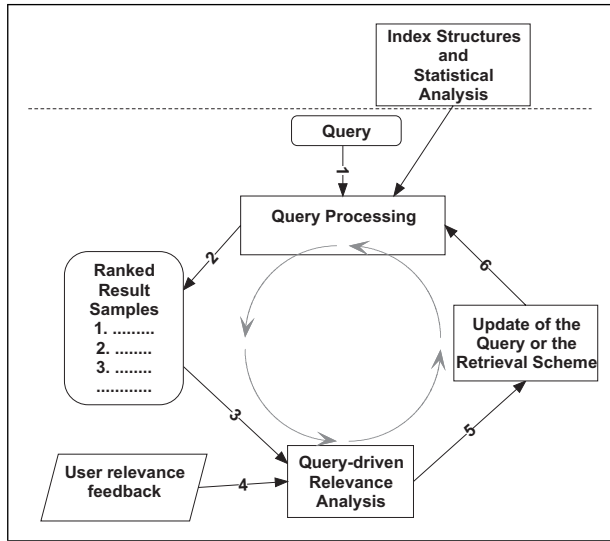 Index Structures
and
Statistical
Analysis
Query
1
Query Processing
2
6
Ranked
Result
Samples
1. .........
2. ........
3. ........
............
Update of the
Query or the
Retrieval Scheme
3
5
User relevance
feedback
4
Query-driven
Relevance
Analysis